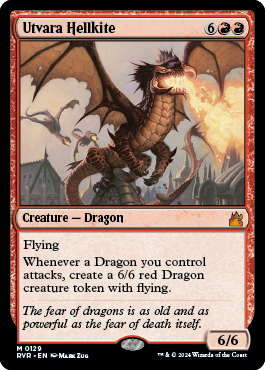 Utvara Hellkite 6
Creature — Dragon
Flying
Whenever a Dragon you control
attacks, create a 6/6 red Dragon
creature token with flying.
The fear of dragons is as old and as
powerful as the fear of death itself.
6/6
M 0129
RVR • EN Mark Zug
™ & © 2024 Wizards of the Coast